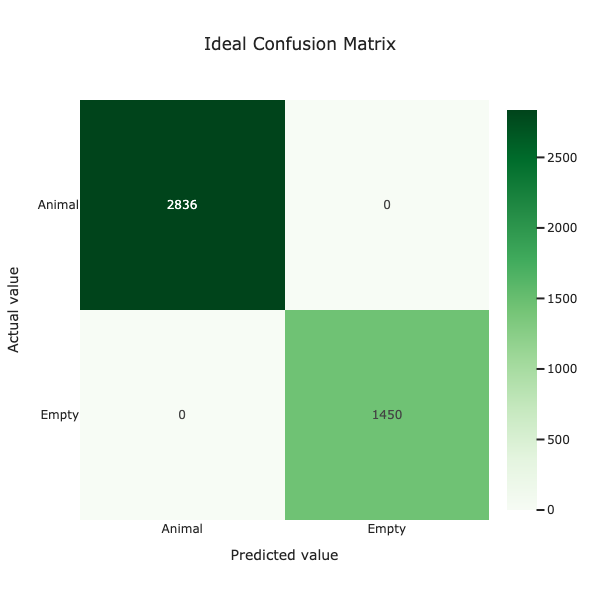 Ideal Confusion Matrix
Actual value
Animal
2836
0
Empty
0
1450
Animal
Empty
Predicted value
2500
2000
1500
1000
500
0